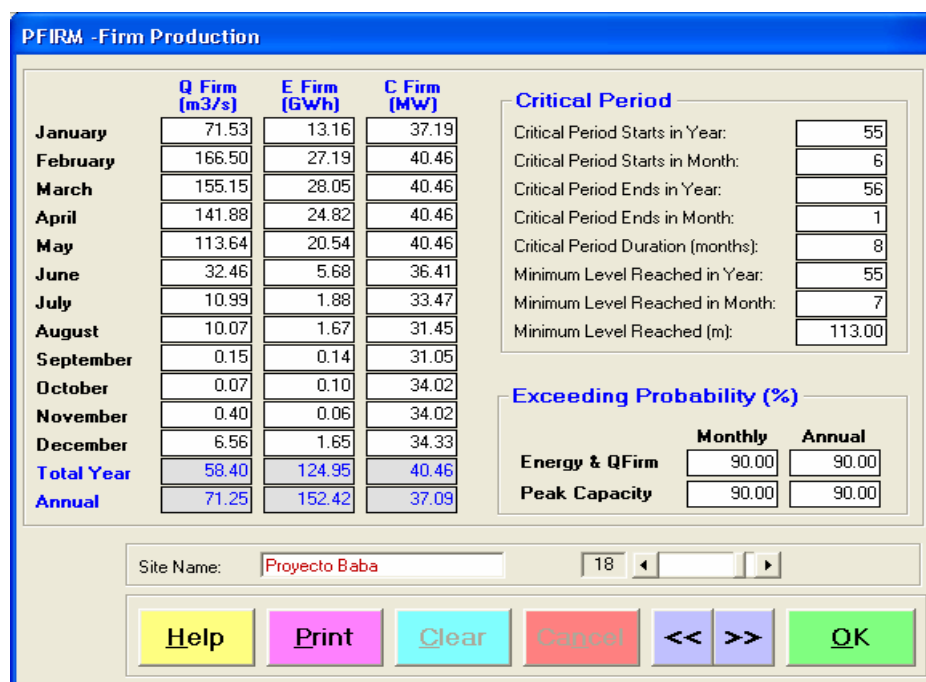 PFIRM -Firm Production
Q Firm (m3/s) E Firm (GWh) C Firm (MW)
January 71.53 13.16 37.19
February 166.50 27.19 40.46
March 155.15 28.05 40.46
April 141.88 24.82 40.46
May 113.64 20.54 40.46
June 32.46 5.68 36.41
July 10.99 1.88 33.47
August 10.07 1.67 31.45
September 0.15 0.14 31.05
October 0.07 0.10 34.02
November 0.40 0.06 34.02
December 6.56 1.65 34.33
Total Year 58.40 124.95 40.46
Annual 71.25 152.42 37.09
Critical Period
Critical Period Starts in Year: 55
Critical Period Starts in Month: 6
Critical Period Ends in Year: 56
Critical Period Ends in Month: 1
Critical Period Duration (months): 8
Minimum Level Reached in Year: 55
Minimum Level Reached in Month: 7
Minimum Level Reached (m): 113.00
Exceeding Probability (%)
Monthly Annual
Energy & QFirm 90.00 90.00
Peak Capacity 90.00 90.00
Site Name: Proyecto Baba 18
Help Print Clear Cancel << >> OK